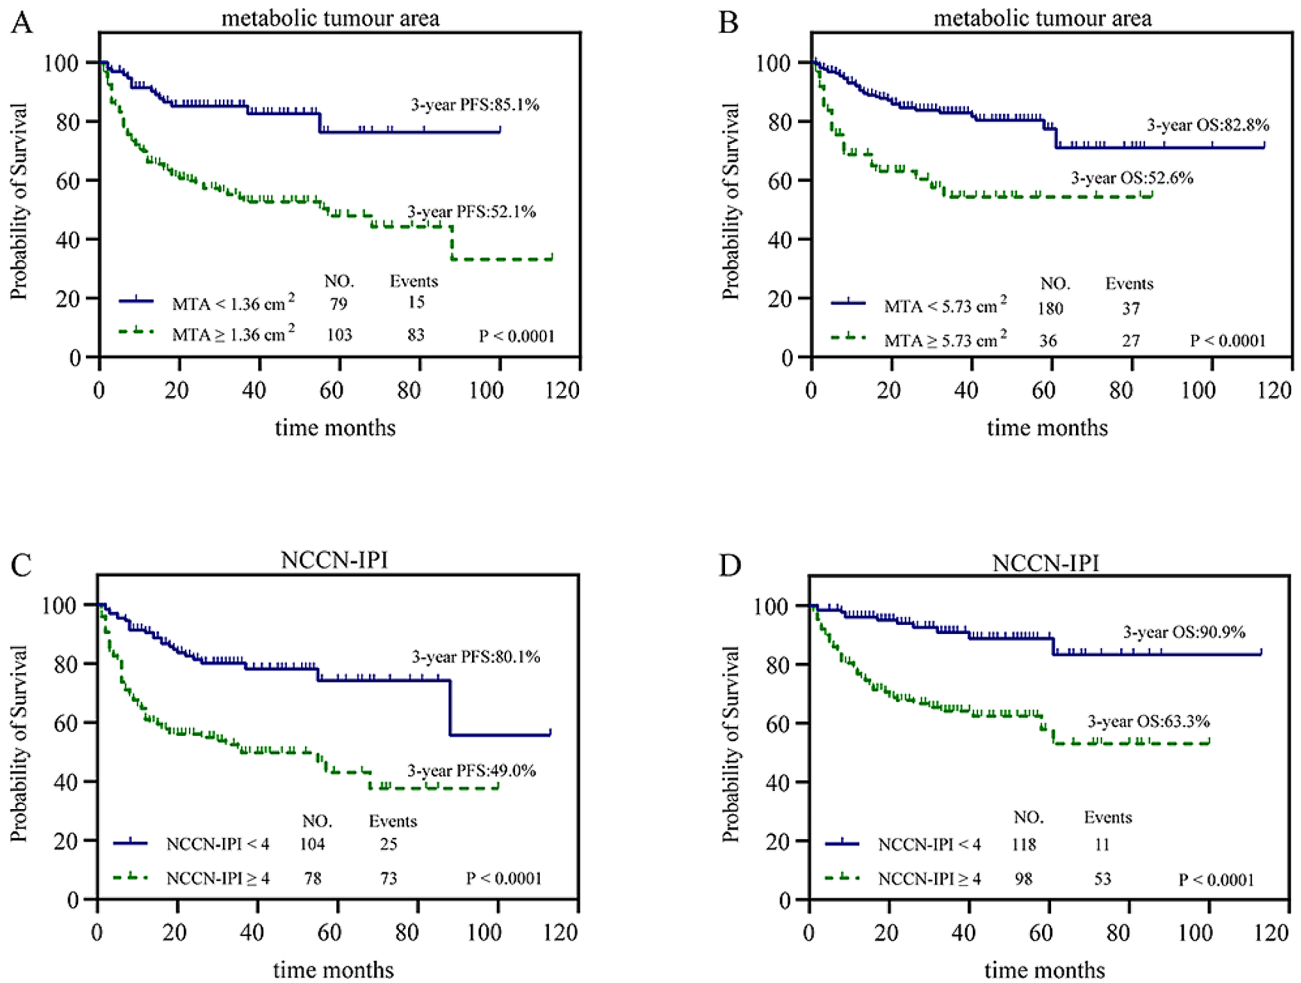 A
metabolic tumour area
Probability of Survival
100
80
60
40
20
0
3-year PFS:85.1%
3-year PFS:52.1%
NO. Events
MTA < 1.36 cm² 79 15
MTA ≥ 1.36 cm² 103 83 P < 0.0001
0 20 40 60 80 100 120
time months
B
metabolic tumour area
Probability of Survival
100
80
60
40
20
0
3-year OS:82.8%
3-year OS:52.6%
NO. Events
MTA < 5.73 cm² 180 37
MTA ≥ 5.73 cm² 36 27 P < 0.0001
0 20 40 60 80 100 120
time months
C
NCCN-IPI
Probability of Survival
100
80
60
40
20
0
3-year PFS:80.1%
3-year PFS:49.0%
NO. Events
NCCN-IPI < 4 104 25
NCCN-IPI ≥ 4 78 73 P < 0.0001
0 20 40 60 80 100 120
time months
D
NCCN-IPI
Probability of Survival
100
80
60
40
20
0
3-year OS:90.9%
3-year OS:63.3%
NO. Events
NCCN-IPI < 4 118 11
NCCN-IPI ≥ 4 98 53 P < 0.0001
0 20 40 60 80 100 120
time months